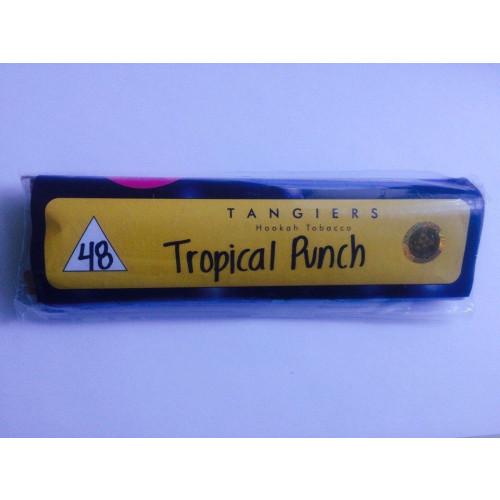 TANGIERS
Hookah Tobacco
48
Tropical Punch